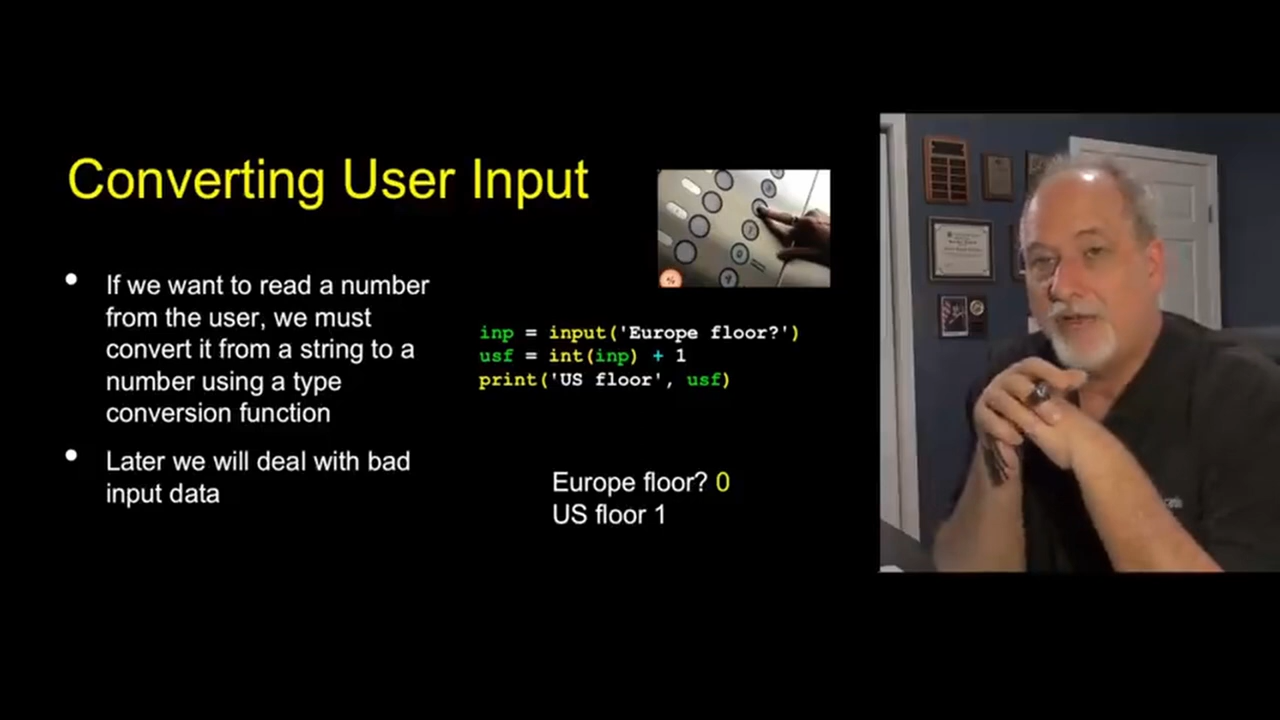 Converting User Input
If we want to read a number
from the user, we must
convert it from a string to a
number using a type
conversion function
Later we will deal with bad
input data
inp = input('Europe floor?')
usf = int(inp) + 1
print('US floor', usf)
Europe floor? 0
US floor 1